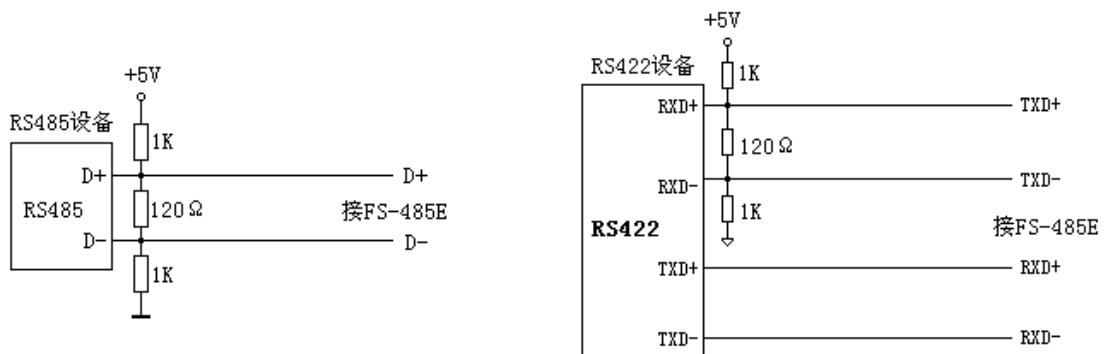 +5V
RS485设备
1K
D+
D+
RS485
120Ω
接FS-485E
D-
D-
1K
+5V
RS422设备
1K
RXD+
TXD+
120Ω
RXD-
TXD-
1K
RS422
接FS-485E
TXD+
RXD+
TXD-
RXD-